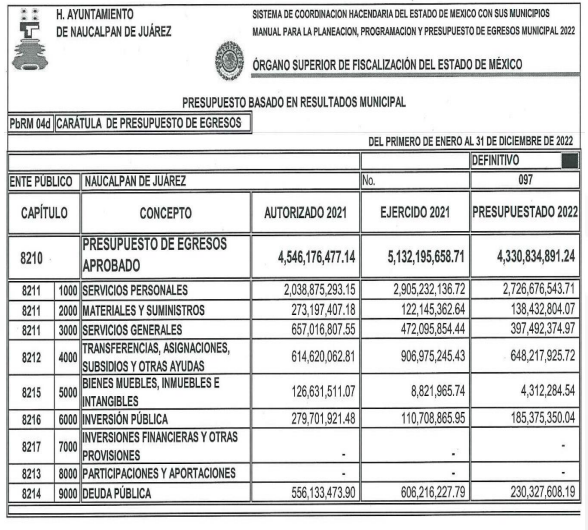 H. AYUNTAMIENTO
DE NAUCALPAN DE JUÁREZ
SISTEMA DE COORDINACION HACENDARIA DEL ESTADO DE MEXICO CON SUS MUNICIPIOS
MANUAL PARA LA PLANEACION, PROGRAMACION Y PRESUPUESTO DE EGRESOS MUNICIPAL 2022
ÓRGANO SUPERIOR DE FISCALIZACIÓN DEL ESTADO DE MÉXICO
PRESUPUESTO BASADO EN RESULTADOS MUNICIPAL
PbRM 04d CARÁTULA DE PRESUPUESTO DE EGRESOS
DEL PRIMERO DE ENERO AL 31 DE DICIEMBRE DE 2022
DEFINITIVO
ENTE PÚBLICO NAUCALPAN DE JUÁREZ No. 097
CAPÍTULO CONCEPTO AUTORIZADO 2021 EJERCIDO 2021 PRESUPUESTADO 2022
8210 PRESUPUESTO DE EGRESOS APROBADO 4,546,176,477.14 5,132,195,658.71 4,330,834,891.24
8211 1000 SERVICIOS PERSONALES 2,038,875,293.15 2,905,232,136.72 2,726,676,543.71
8211 2000 MATERIALES Y SUMINISTROS 273,197,407.18 122,145,362.64 138,432,804.07
8211 3000 SERVICIOS GENERALES 657,016,807.55 472,095,854.44 397,492,374.97
8212 4000 TRANSFERENCIAS, ASIGNACIONES, SUBSIDIOS Y OTRAS AYUDAS 614,620,062.81 906,975,245.43 648,217,925.72
8215 5000 BIENES MUEBLES, INMUEBLES E INTANGIBLES 126,631,511.07 8,821,965.74 4,312,284.54
8216 6000 INVERSIÓN PÚBLICA 279,701,921.48 110,708,865.95 185,375,350.04
8217 7000 INVERSIONES FINANCIERAS Y OTRAS PROVISIONES - - -
8213 8000 PARTICIPACIONES Y APORTACIONES - - -
8214 9000 DEUDA PÚBLICA 556,133,473.90 606,216,227.79 230,327,608.19